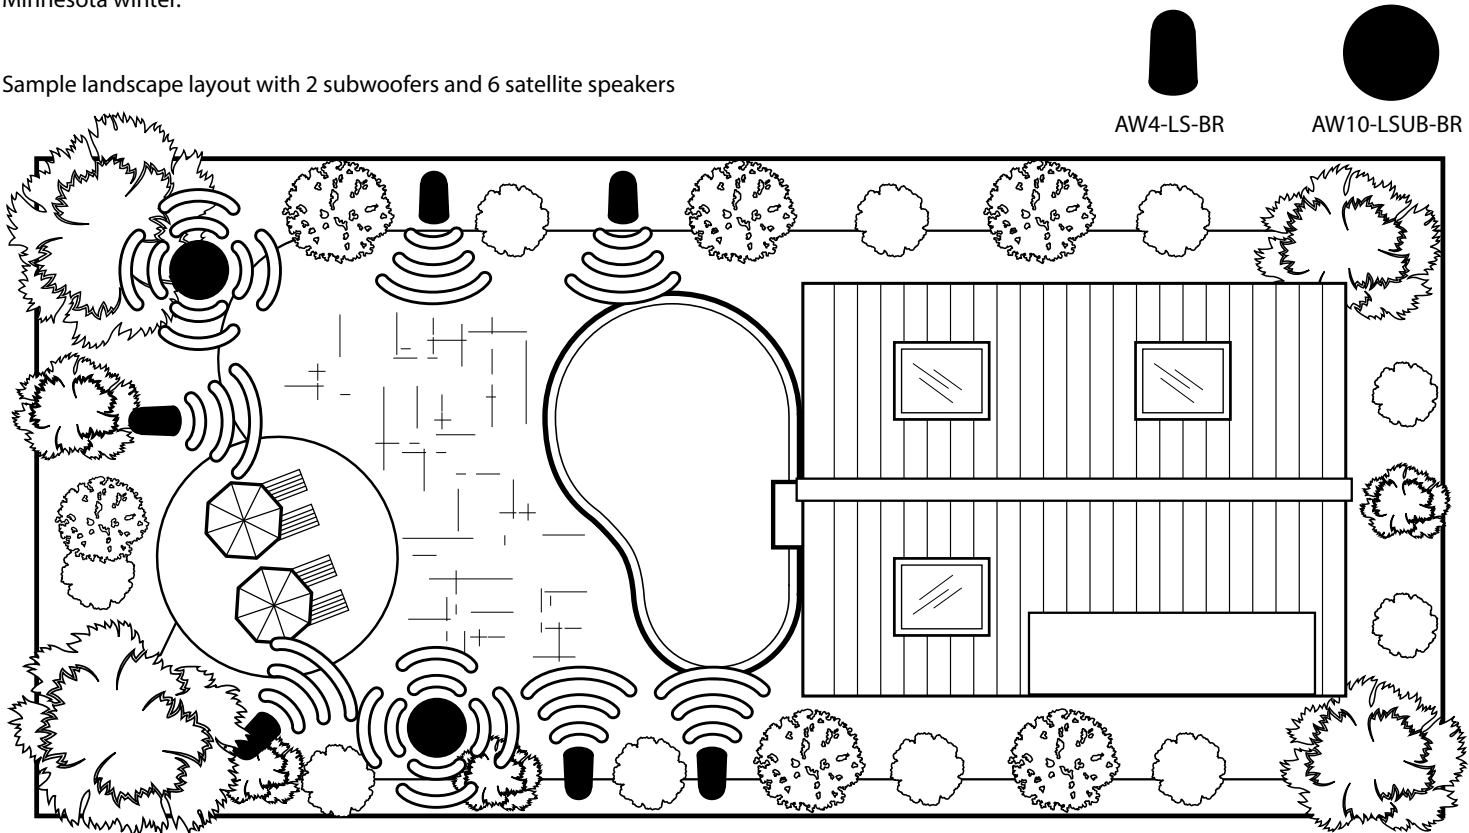 Minnesota winter.
Sample landscape layout with 2 subwoofers and 6 satellite speakers
AW4-LS-BR
AW10-LSUB-BR